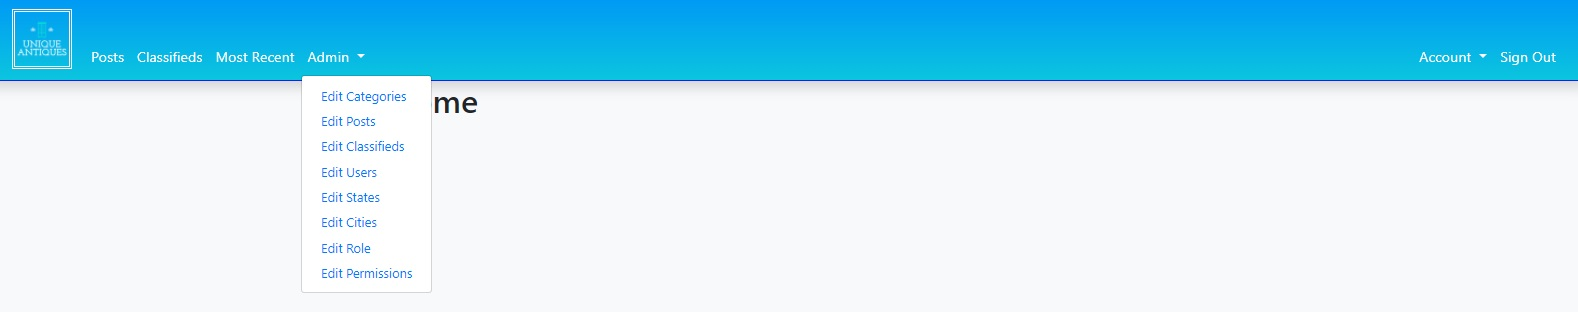 UNIQUE
ANTIQUES
Posts Classifieds Most Recent Admin Account Sign Out
Edit Categories
Edit Posts
Edit Classifieds
Edit Users
Edit States
Edit Cities
Edit Role
Edit Permissions
ome